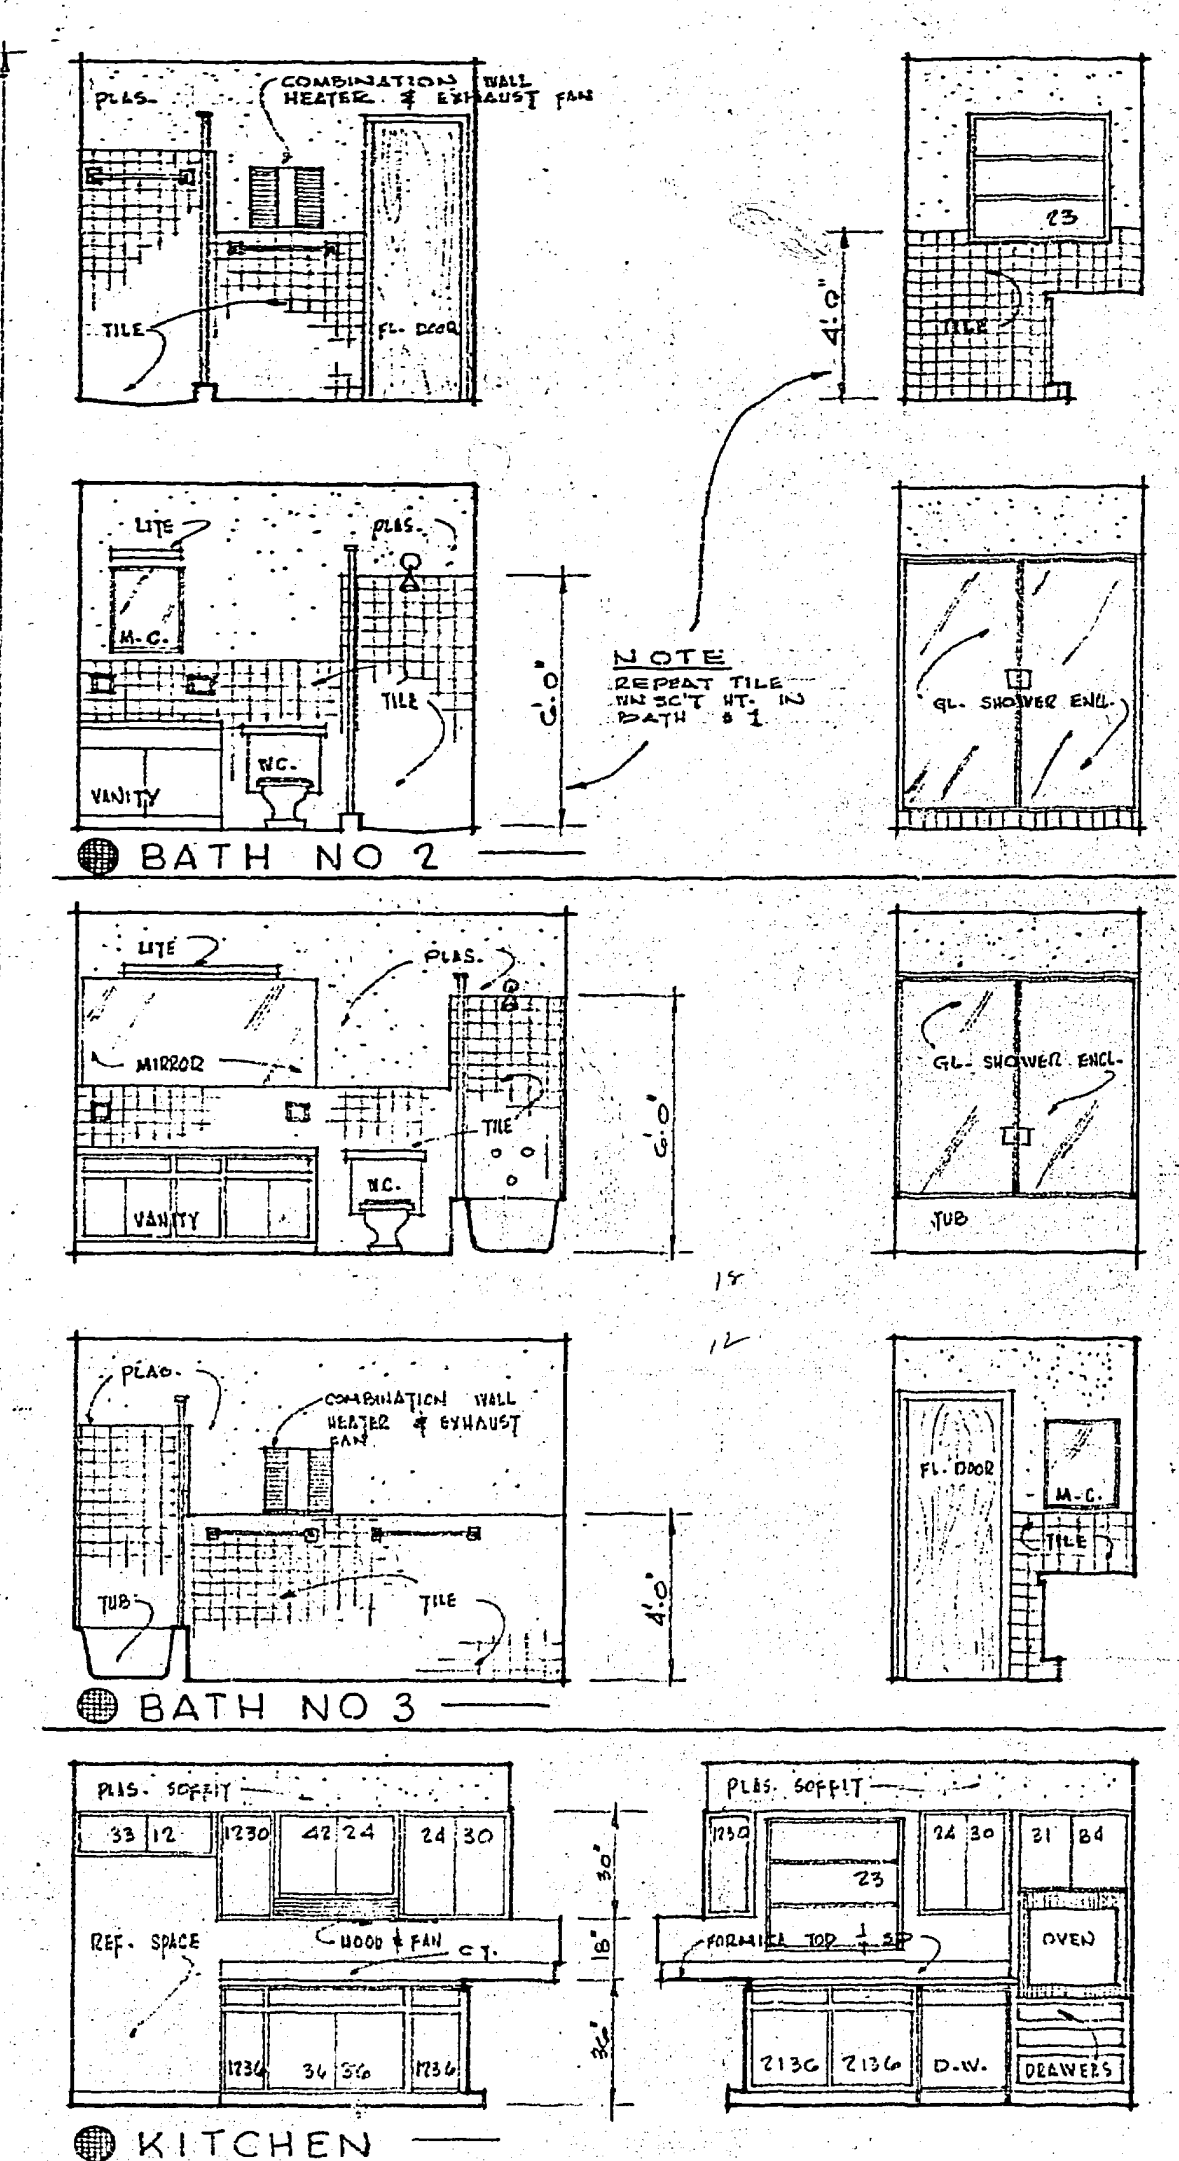 COMBINATION WALL
HEATER & EXHAUST FAN
PLAS.
TILE
FL. DOOR
23
TILE
4'-0"
LITE
PLAS.
M.C.
TILE
W.C.
VANITY
6'-0"
NOTE
REPEAT TILE
WNSC'T HT. IN
BATH # 1
GL. SHOWER ENCL.
BATH NO 2
LITE
PLAS.
MIRROR
TILE
W.C.
VANITY
6'-0"
GL. SHOWER ENCL.
TUB
18
12
PLAS.
COMBINATION WALL
HEATER & EXHAUST
FAN
TUB
TILE
4'-0"
FL. DOOR
M.C.
TILE
BATH NO 3
PLAS. SOFFIT
33 12
1230
42 24
24 30
30"
REF. SPACE
HOOD & FAN
C.T.
18"
1236
36 36
1236
36"
PLAS. SOFFIT
1230
23
24 30
31 84
FORMICA TOP & SP
OVEN
2136
2136
D.W.
DRAWERS
KITCHEN